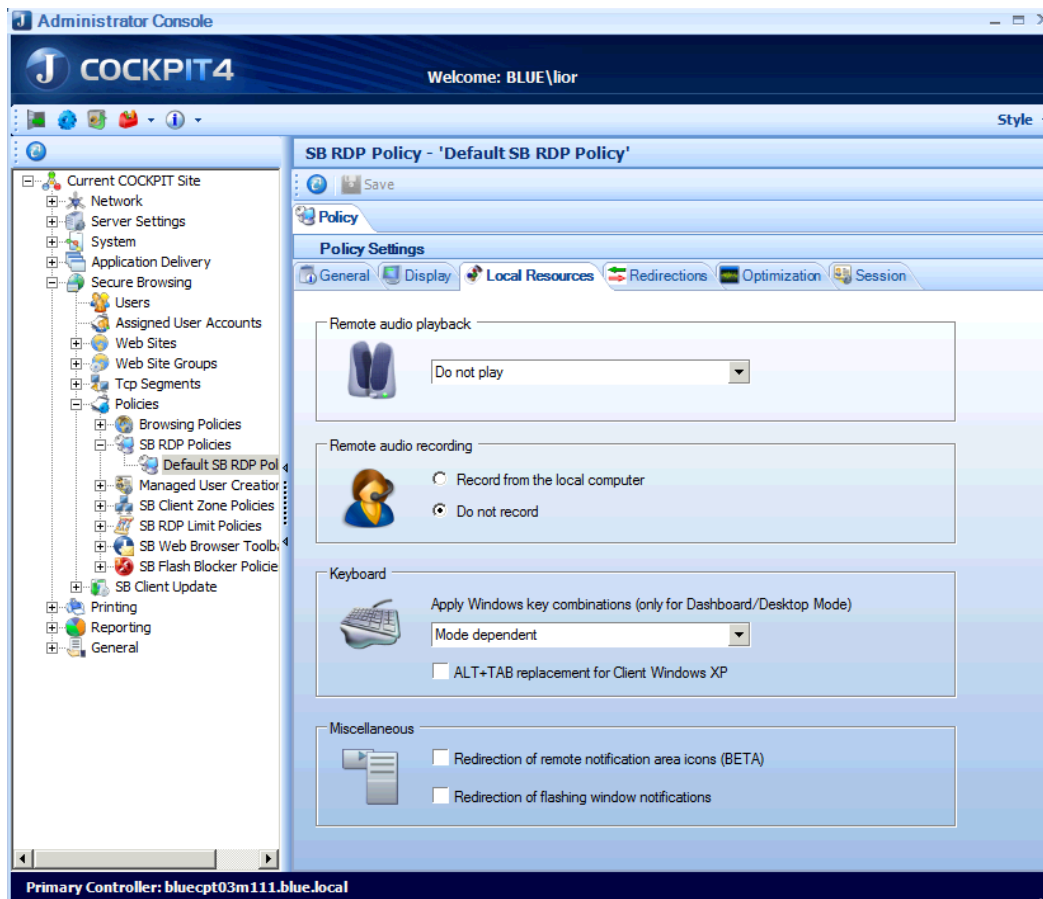 Administrator Console
COCKPIT4
Welcome: BLUE\lior
Style
SB RDP Policy - 'Default SB RDP Policy'
Current COCKPIT Site
Network
Server Settings
System
Application Delivery
Secure Browsing
Users
Assigned User Accounts
Web Sites
Web Site Groups
Tcp Segments
Policies
Browsing Policies
SB RDP Policies
Default SB RDP Pol
Managed User Creation
SB Client Zone Policies
SB RDP Limit Policies
SB Web Browser Toolb
SB Flash Blocker Policie
SB Client Update
Printing
Reporting
General
Save
Policy
Policy Settings
General Display Local Resources Redirections Optimization Session
Remote audio playback
Do not play
Remote audio recording
Record from the local computer
Do not record
Keyboard
Apply Windows key combinations (only for Dashboard/Desktop Mode)
Mode dependent
ALT+TAB replacement for Client Windows XP
Miscellaneous
Redirection of remote notification area icons (BETA)
Redirection of flashing window notifications
Primary Controller: bluecpt03m111.blue.local